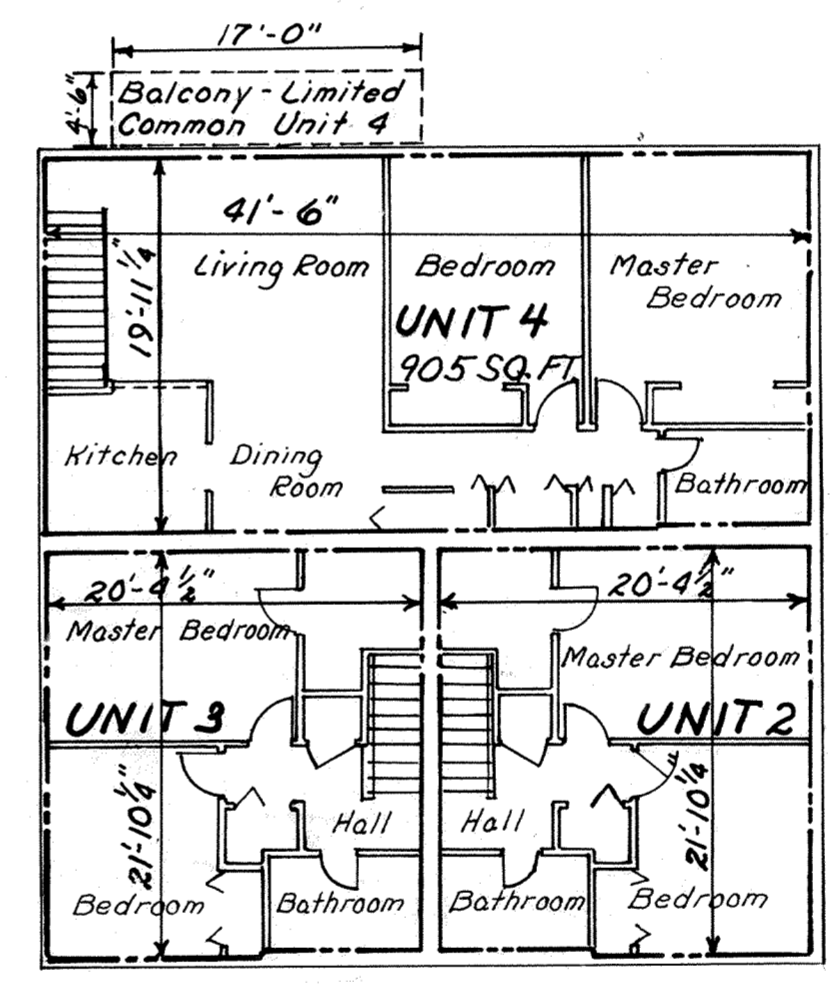 17'-0"
4'-6"
Balcony - Limited
Common Unit 4
41'-6"
19'-11 1/4"
Living Room
Bedroom
Master
Bedroom
UNIT 4
905 SQ. FT.
Kitchen
Dining
Room
Bathroom
20'-4 1/2"
20'-4 1/2"
Master Bedroom
Master Bedroom
UNIT 3
UNIT 2
21'-10 1/4"
21'-10 1/4"
Hall
Hall
Bedroom
Bathroom
Bathroom
Bedroom